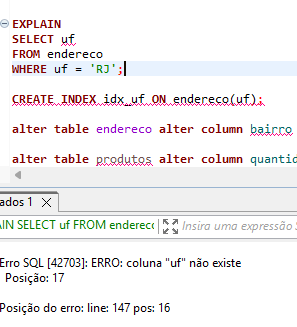 EXPLAIN
SELECT uf
FROM endereco
WHERE uf = 'RJ';
CREATE INDEX idx_uf ON endereco(uf);
alter table endereco alter column bairro
alter table produtos alter column quantid
ados 1
AIN SELECT uf FROM enderec
Insira uma expressão S
Erro SQL [42703]: ERRO: coluna "uf" não existe
Posição: 17
Posição do erro: line: 147 pos: 16